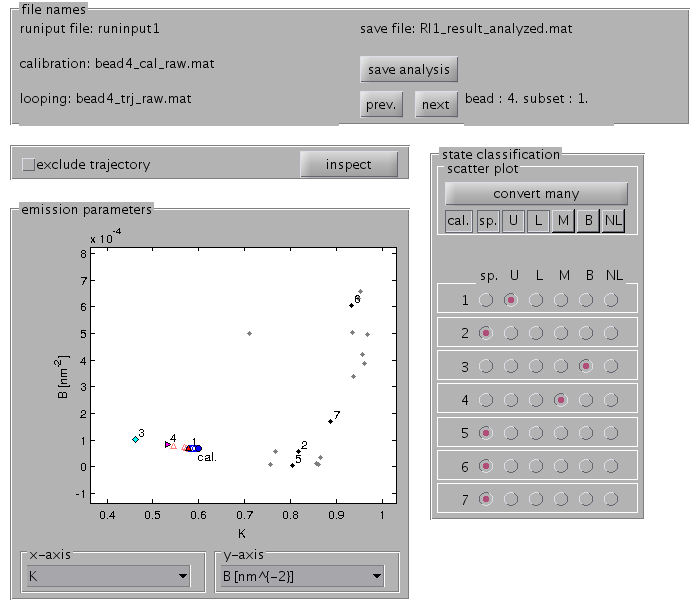 file names
runiput file: runinput1
save file: RI1_result_analyzed.mat
calibration: bead4_cal_raw.mat
save analysis
looping: bead4_trj_raw.mat
prev.
next
bead : 4. subset : 1.
exclude trajectory
inspect
state classification
scatter plot
convert many
cal. sp. U L M B NL
sp. U L M B NL
1
2
3
4
5
6
7
emission parameters
x 10^-4
8
7
6
5
4
3
2
1
0
-1
B [nm^-2]
6
7
3
4
1
2
cal.
5
0.4 0.5 0.6 0.7 0.8 0.9 1
K
x-axis
K
y-axis
B [nm^{-2}]